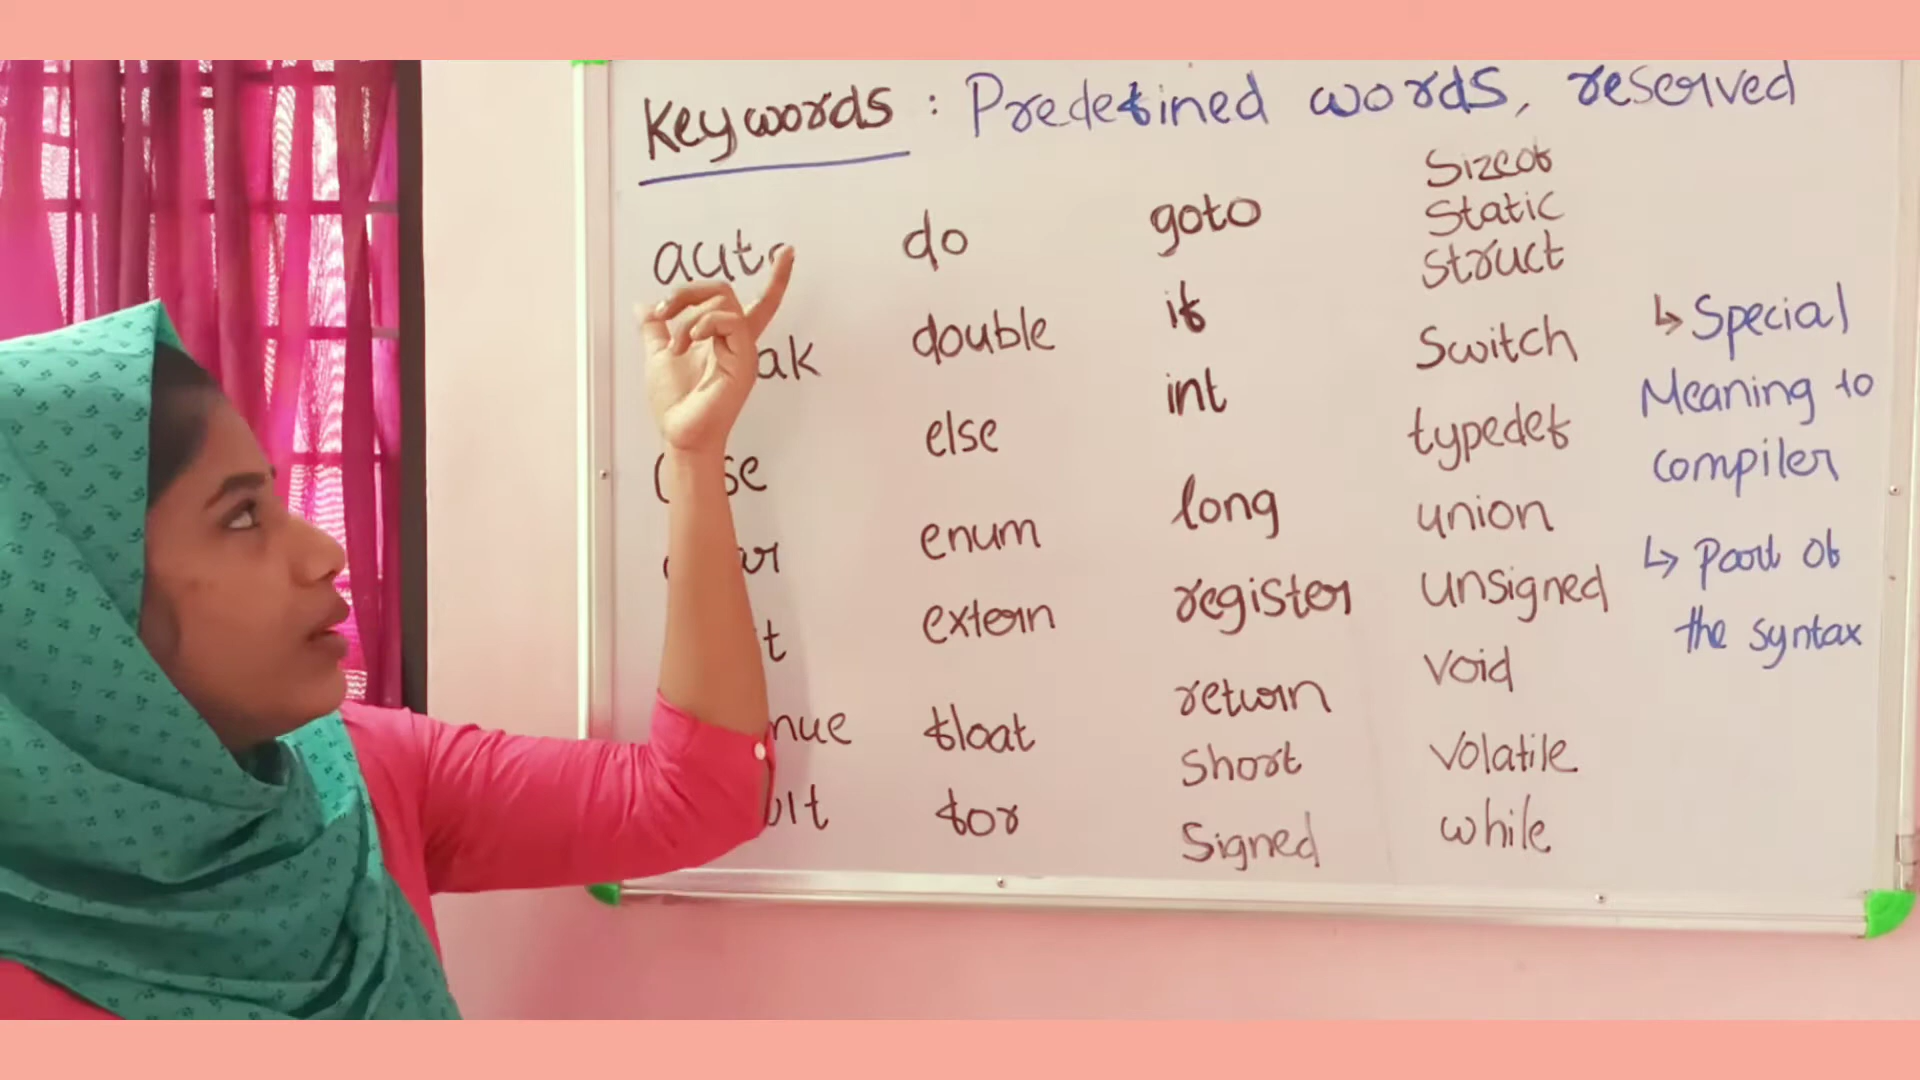 Keywords : Predefined words, reserved
auto
ak
se
ar
t
nue
ult
do
double
else
enum
extern
float
for
goto
if
int
long
register
return
short
Signed
Sizeof
Static
Struct
Switch
typedef
union
unsigned
void
volatile
while
↳ Special
Meaning to
compiler
↳ Part of
the syntax